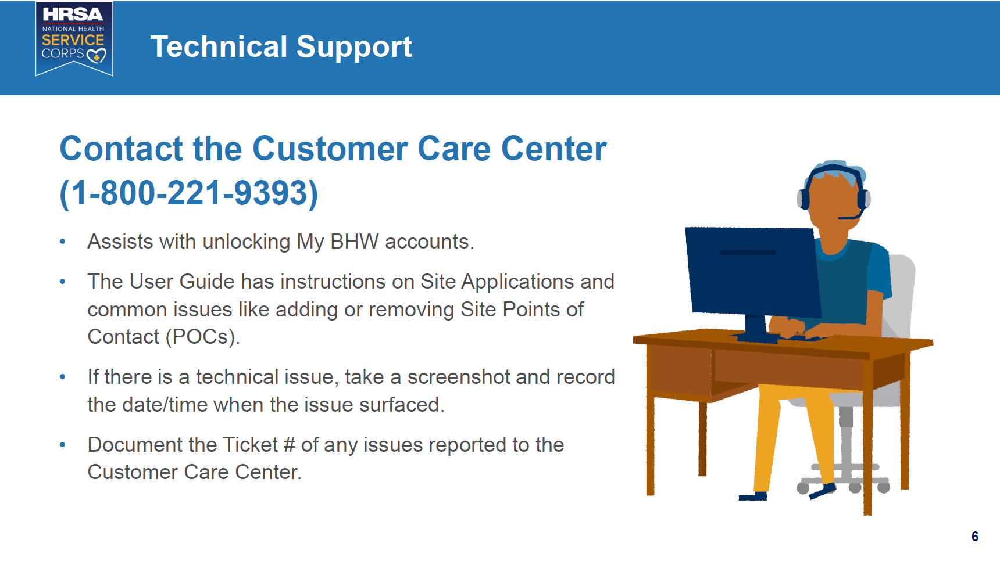 HRSA
NATIONAL HEALTH
SERVICE
CORPS
Technical Support
Contact the Customer Care Center
(1-800-221-9393)
• Assists with unlocking My BHW accounts.
• The User Guide has instructions on Site Applications and
common issues like adding or removing Site Points of
Contact (POCs).
• If there is a technical issue, take a screenshot and record
the date/time when the issue surfaced.
• Document the Ticket # of any issues reported to the
Customer Care Center.
6